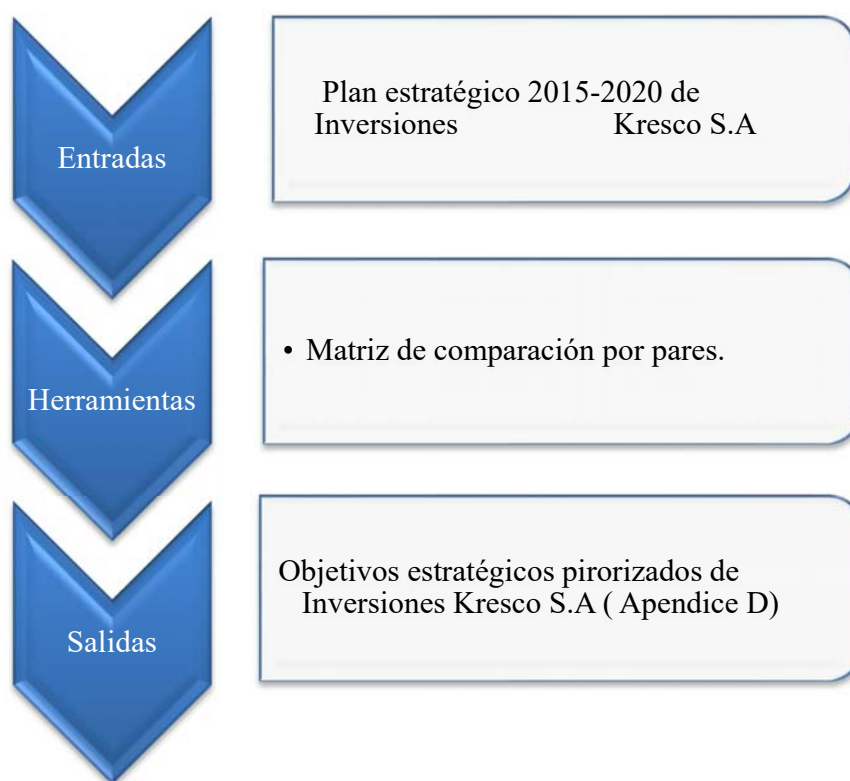 Entradas
Plan estratégico 2015-2020 de
Inversiones Kresco S.A
Herramientas
• Matriz de comparación por pares.
Salidas
Objetivos estratégicos pirorizados de
Inversiones Kresco S.A ( Apendice D)